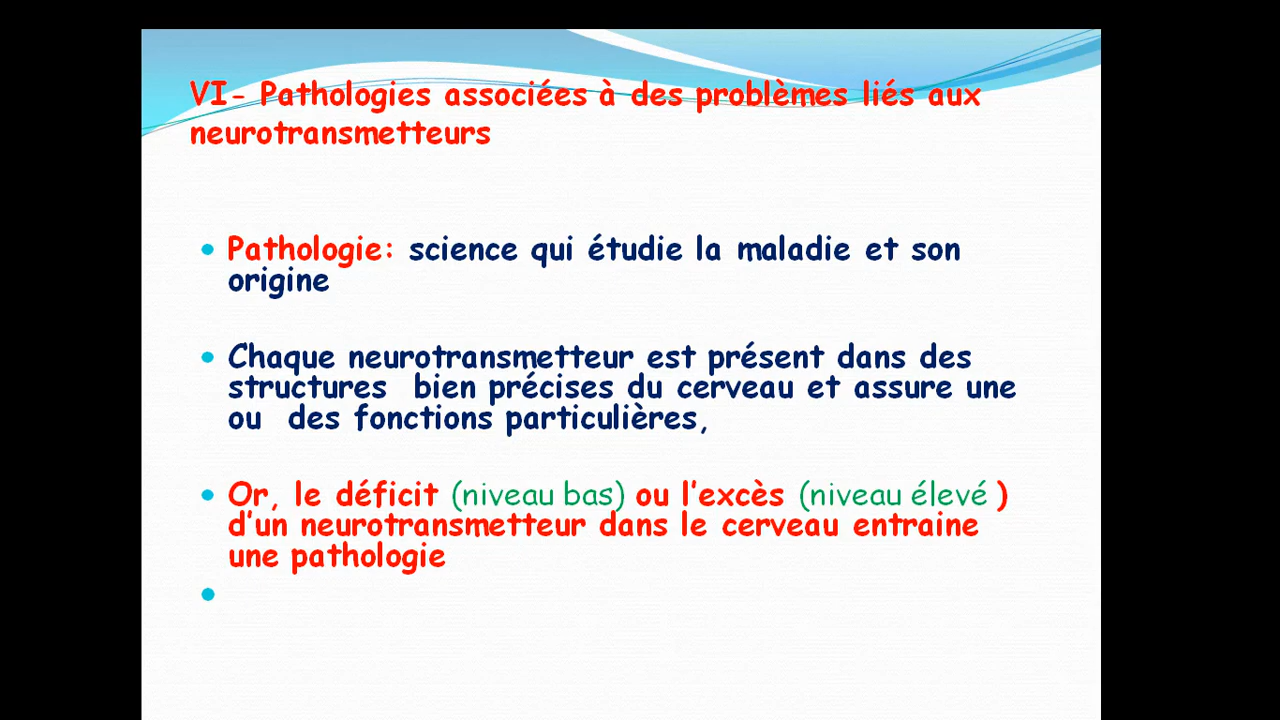 VI- Pathologies associées à des problèmes liés aux
neurotransmetteurs
Pathologie: science qui étudie la maladie et son
origine
Chaque neurotransmetteur est présent dans des
structures bien précises du cerveau et assure une
ou des fonctions particulières,
Or, le déficit (niveau bas) ou l'excès (niveau élevé )
d'un neurotransmetteur dans le cerveau entraine
une pathologie